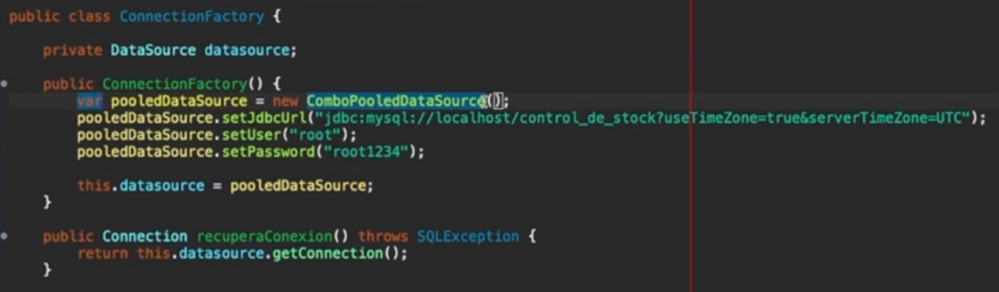 public class ConnectionFactory {
private DataSource datasource;
public ConnectionFactory() {
var pooledDataSource = new ComboPooledDataSource();
pooledDataSource.setJdbcUrl("jdbc:mysql://localhost/control_de_stock?useTimeZone=true&serverTimeZone=UTC");
pooledDataSource.setUser("root");
pooledDataSource.setPassword("root1234");
this.datasource = pooledDataSource;
}
public Connection recuperaConexion() throws SQLException {
return this.datasource.getConnection();
}